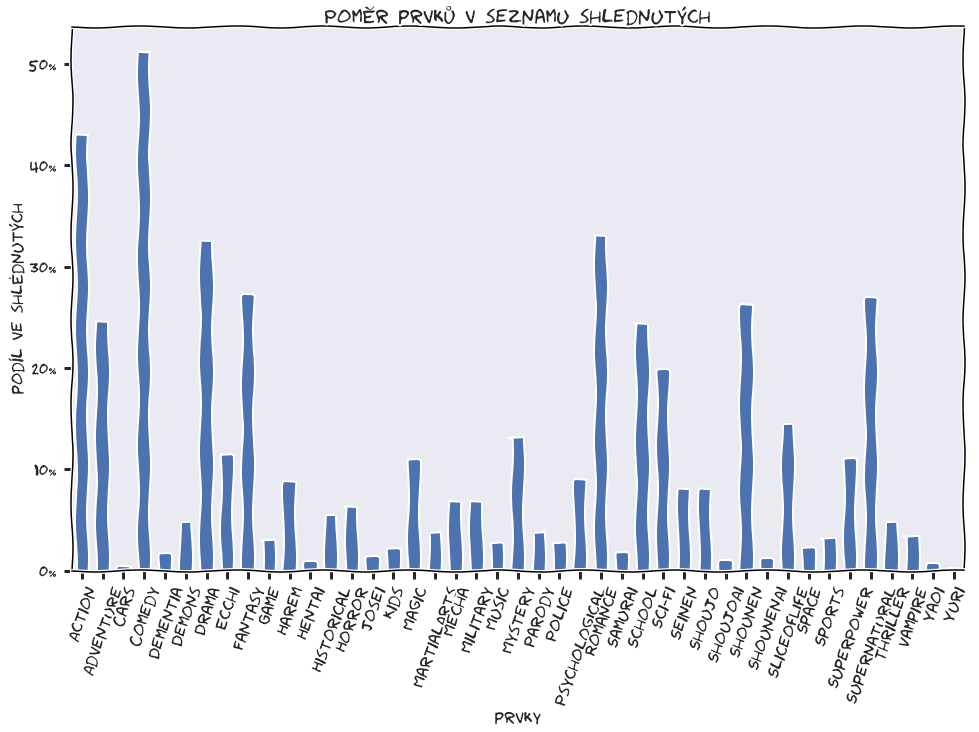 POMĚR PRVKŮ V SEZNAMU SHLEDNUTÝCH
PODÍL VE SHLÉDNUTÝCH
50%
40%
30%
20%
10%
0%
ACTION
ADVENTURE
CARS
COMEDY
DEMENTIA
DEMONS
DRAMA
ECCHI
FANTASY
GAME
HAREM
HENTAI
HISTORICAL
HORROR
JOSEI
KIDS
MAGIC
MARTIALARTS
MECHA
MILITARY
MUSIC
MYSTERY
PARODY
POLICE
PSYCHOLOGICAL
ROMANCE
SAMURAI
SCHOOL
SCI-FI
SEINEN
SHOUJO
SHOUJOAI
SHOUNEN
SHOUNENAI
SLICEOFLIFE
SPACE
SPORTS
SUPERPOWER
SUPERNATURAL
THRILLER
VAMPIRE
YAOI
YURI
PRVKY